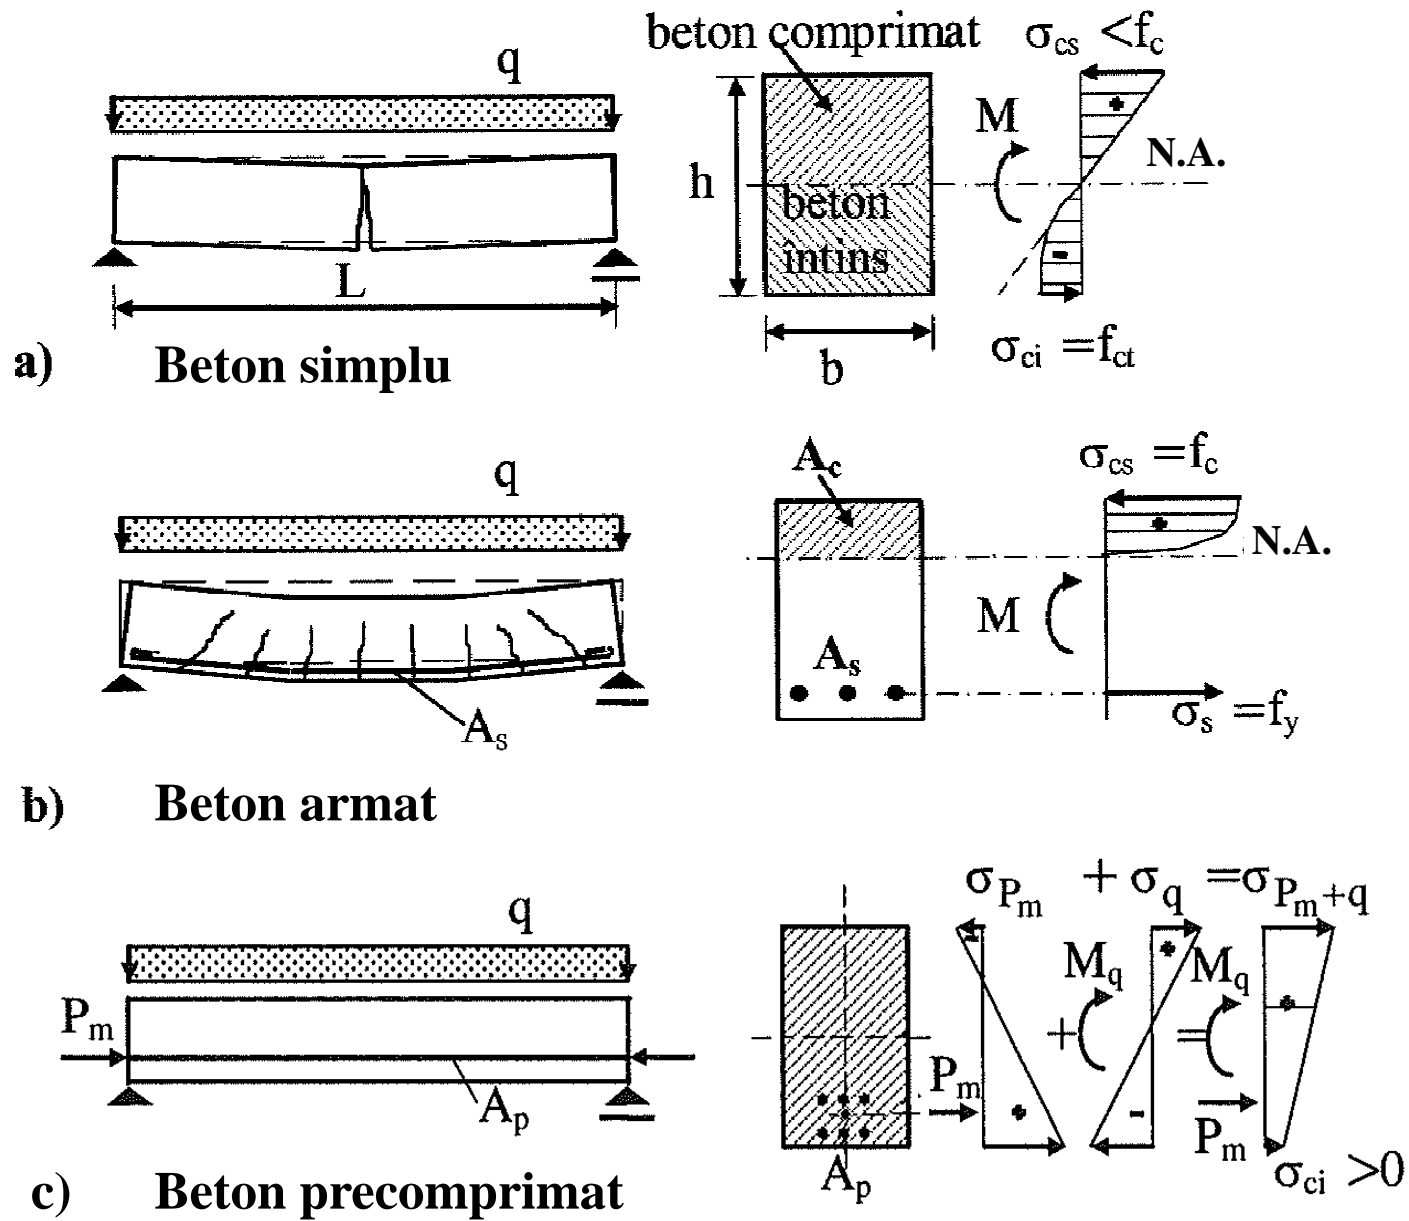 q
L
a) Beton simplu
beton comprimat
h
beton
întins
b
M
σcs <fc
N.A.
σci =fct
q
As
b) Beton armat
Ac
As
M
σcs =fc
N.A.
σs =fy
q
Pm
Ap
c) Beton precomprimat
Ap
σPm + σq =σPm+q
Pm
+
Mq
=
Mq
Pm
σci >0